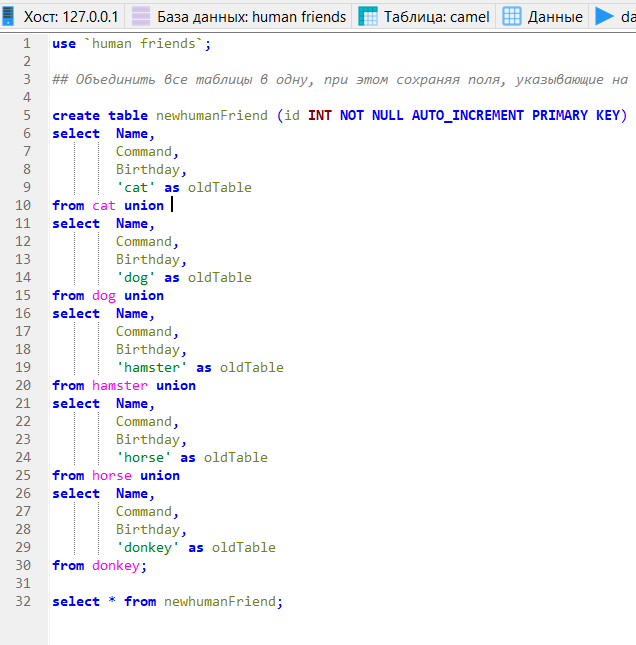 Хост: 127.0.0.1 База данных: human friends Таблица: camel Данные da
1 use `human friends`;
2
3 ## Объединить все таблицы в одну, при этом сохраняя поля, указывающие на
4
5 create table newhumanFriend (id INT NOT NULL AUTO_INCREMENT PRIMARY KEY)
6 select Name,
7 Command,
8 Birthday,
9 'cat' as oldTable
10 from cat union
11 select Name,
12 Command,
13 Birthday,
14 'dog' as oldTable
15 from dog union
16 select Name,
17 Command,
18 Birthday,
19 'hamster' as oldTable
20 from hamster union
21 select Name,
22 Command,
23 Birthday,
24 'horse' as oldTable
25 from horse union
26 select Name,
27 Command,
28 Birthday,
29 'donkey' as oldTable
30 from donkey;
31
32 select * from newhumanFriend;